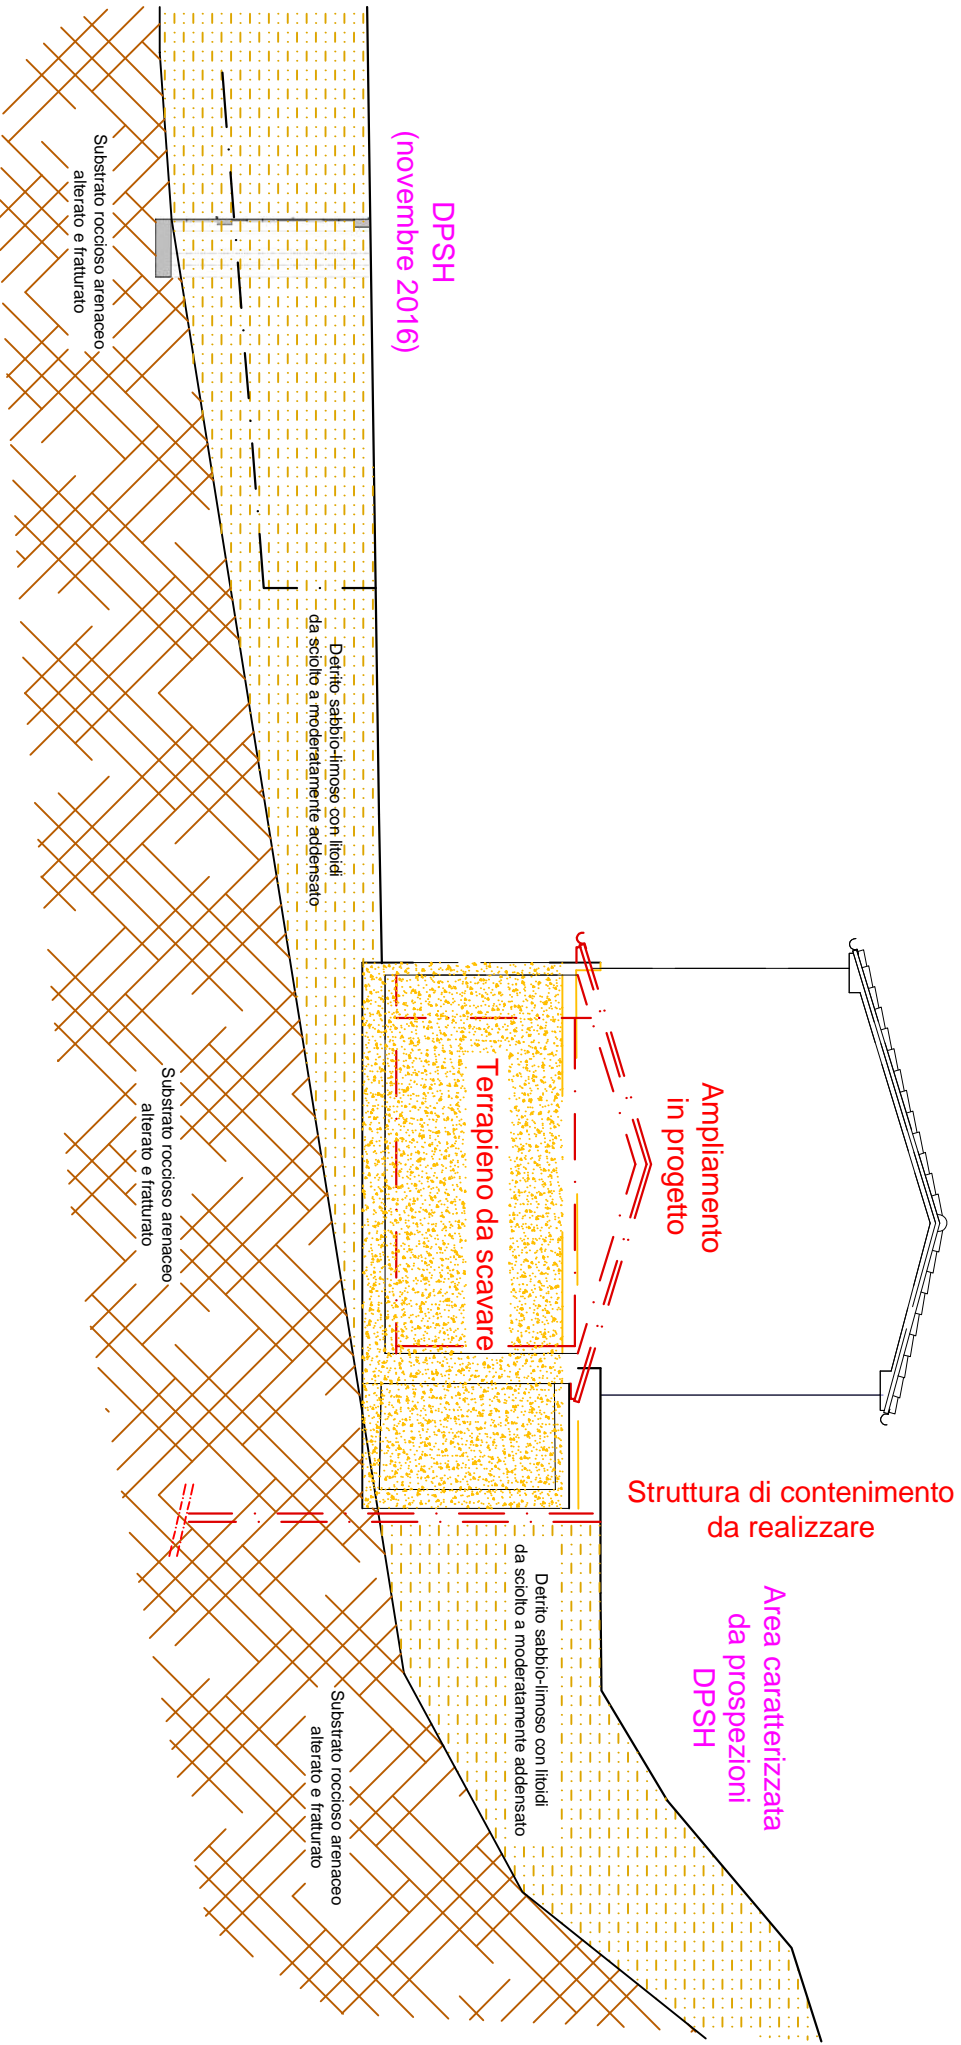 DPSH
(novembre 2016)
Substrato roccioso arenaceo
alterato e fratturato
Detrito sabbio-limoso con litoidi
da sciolto a moderatamente addensato
Ampliamento
in progetto
Terrapieno da scavare
Substrato roccioso arenaceo
alterato e fratturato
Struttura di contenimento
da realizzare
Area caratterizzata
da prospezioni
DPSH
Detrito sabbio-limoso con litoidi
da sciolto a moderatamente addensato
Substrato roccioso arenaceo
alterato e fratturato